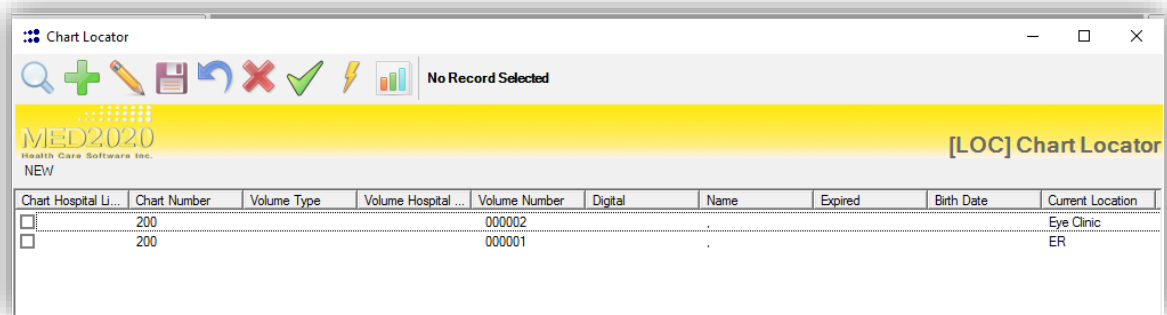 Chart Locator
No Record Selected
MED2020
Health Care Software Inc.
[LOC] Chart Locator
NEW
Chart Hospital Li... Chart Number Volume Type Volume Hospital ... Volume Number Digital Name Expired Birth Date Current Location
200 000002 , Eye Clinic
200 000001 , ER